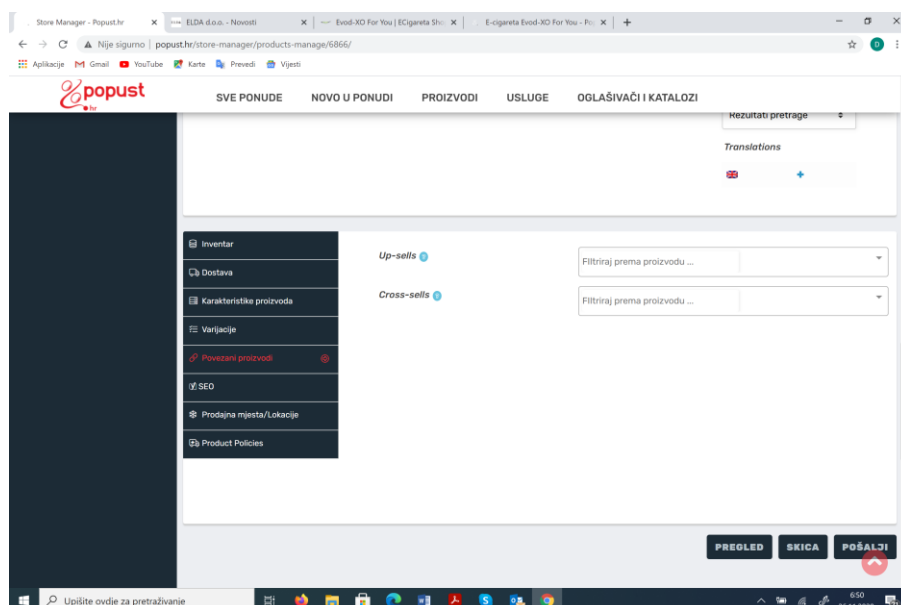 Store Manager - Popust.hr
ELDA d.o.o. - Novosti
Evod-XO For You | ECigareta Sho
E-cigareta Evod-XO For You - Po
Nije sigurno | popust.hr/store-manager/products-manage/6866/
D
Aplikacije Gmail YouTube Karte Prevedi Vijesti
popust
hr
SVE PONUDE NOVO U PONUDI PROIZVODI USLUGE OGLAŠIVAČI I KATALOZI
Rezultati pretrage
Translations
Inventar
Dostava
Karakteristike proizvoda
Varijacije
Povezani proizvodi
SEO
Prodajna mjesta/Lokacije
Product Policies
Up-sells
FIltriraj prema proizvodu ...
Cross-sells
FIltriraj prema proizvodu ...
PREGLED SKICA POŠALJI
Upišite ovdje za pretraživanje
6:50